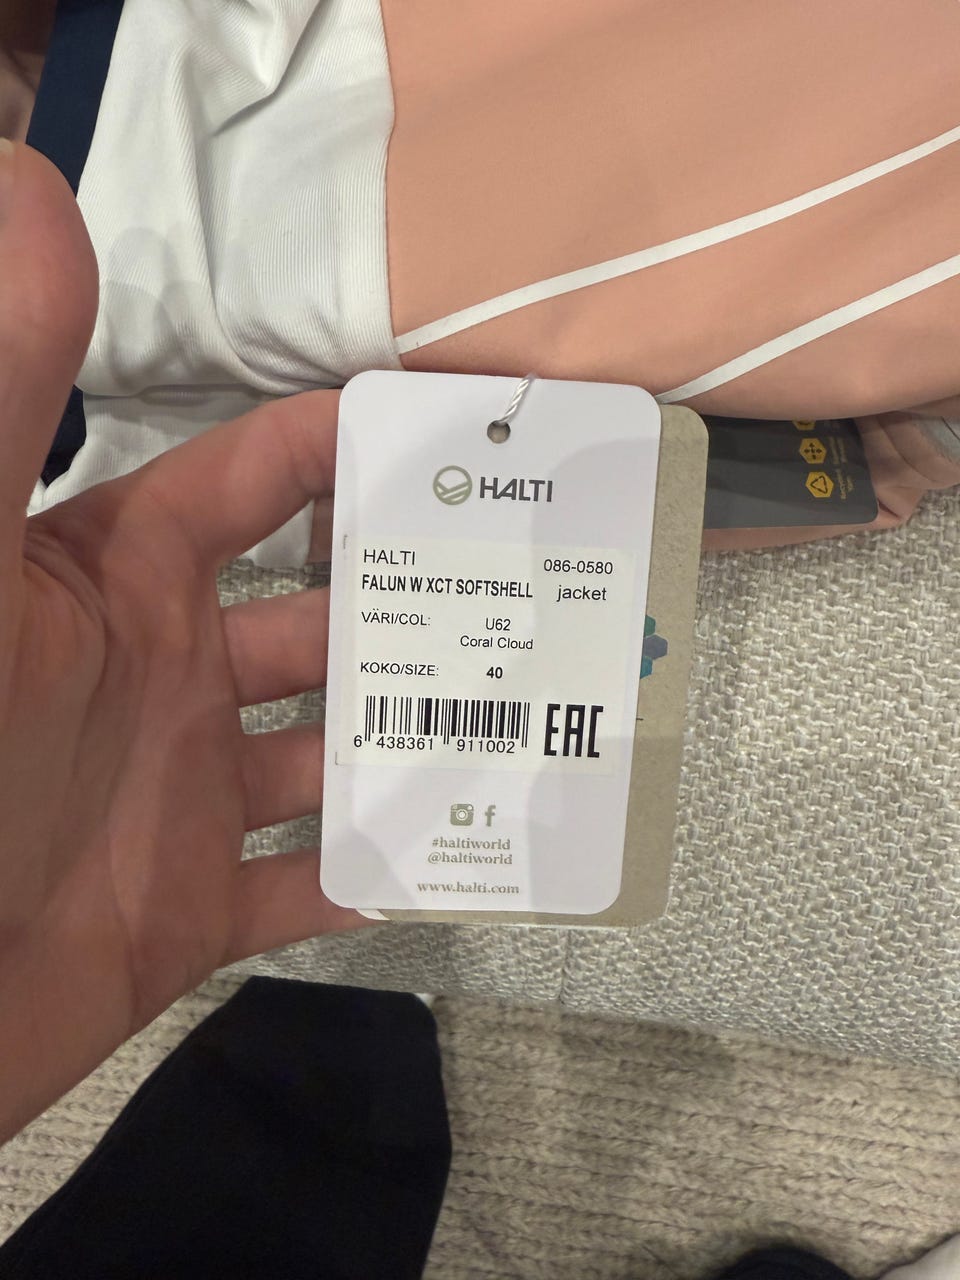 HALTI
HALTI 086-0580
FALUN W XCT SOFTSHELL jacket
VÄRI/COL: U62
Coral Cloud
KOKO/SIZE: 40
6 438361 911002
EAC
#haltiworld
@haltiworld
www.halti.com